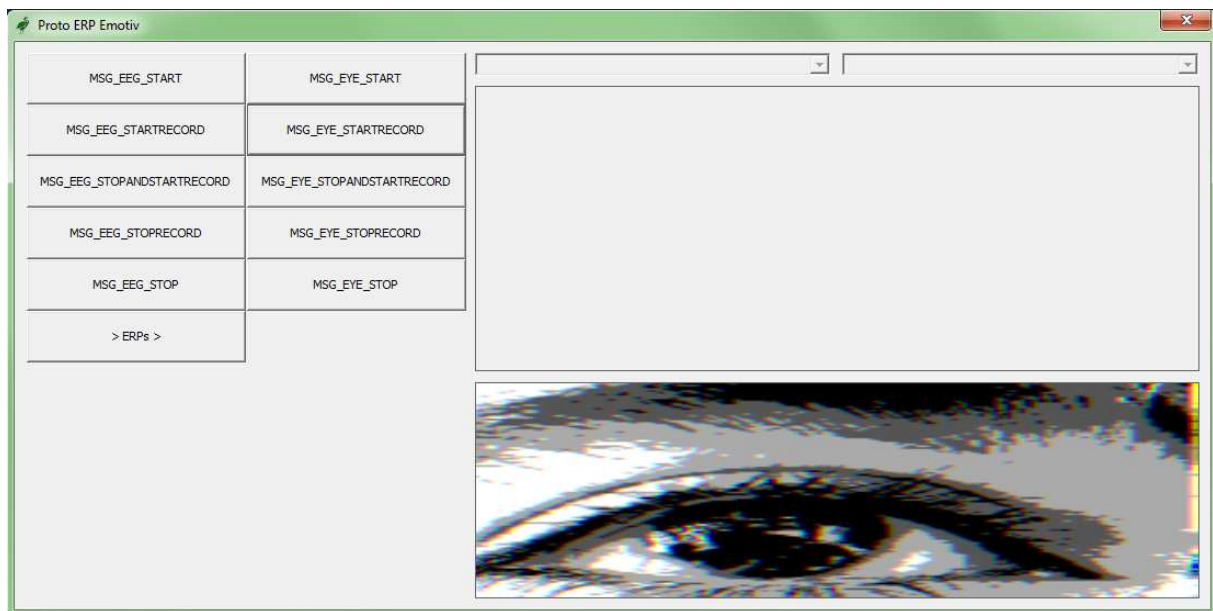 Proto ERP Emotiv
MSG_EEG_START
MSG_EYE_START
MSG_EEG_STARTRECORD
MSG_EYE_STARTRECORD
MSG_EEG_STOPANDSTARTRECORD
MSG_EYE_STOPANDSTARTRECORD
MSG_EEG_STOPRECORD
MSG_EYE_STOPRECORD
MSG_EEG_STOP
MSG_EYE_STOP
> ERPs >